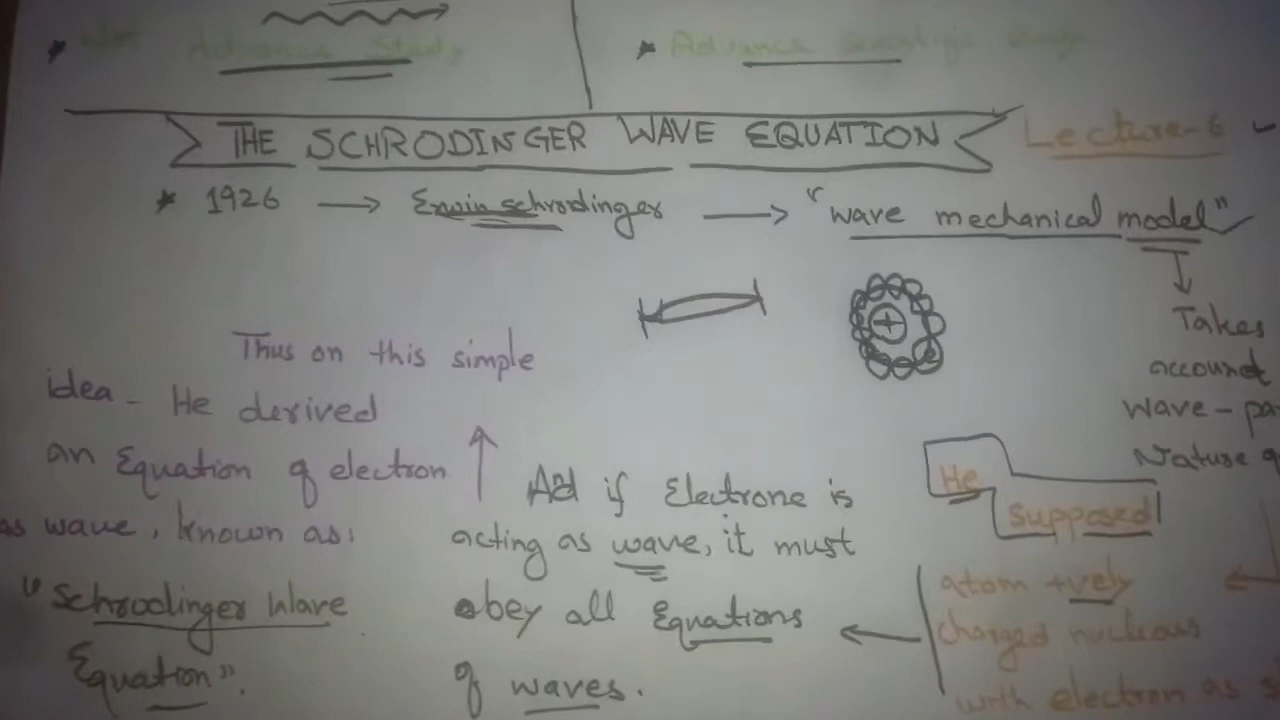 Advance Study
Advance
THE SCHRODINGER WAVE EQUATION
Lecture-6
1926 → Erwin schrodinger → "wave mechanical model"
Takes
account
wave-pa
Nature
Thus on this simple
idea - He derived
an Equation of electron
as wave, known as:
"Schrodinger Wave
Equation".
And if Electrone is
acting as wave, it must
obey all Equations
of waves.
+
He
supposed
atom +vely
charged nucleous
with electron as s